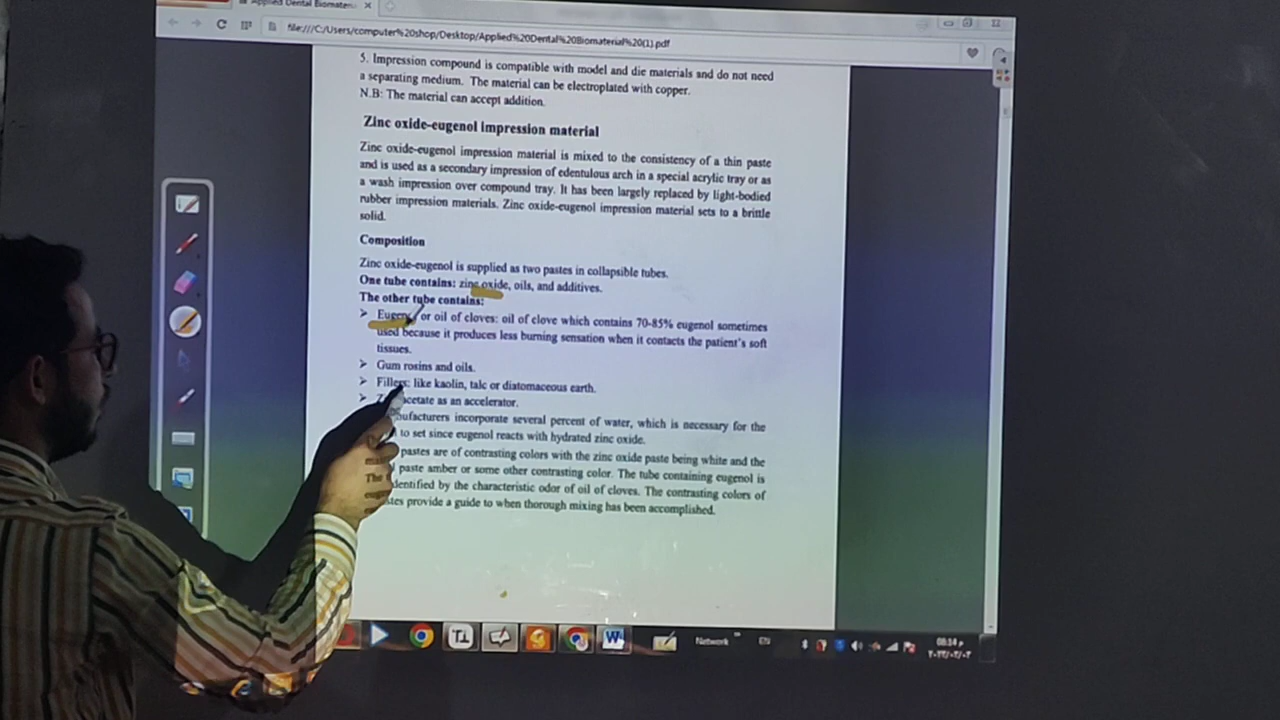 Applied Dental Biomateri
file:///C:/Users/computer%20shop/Desktop/Applied%20Dental%20Biomaterial%20(1).pdf
5. Impression compound is compatible with model and die materials and do not need
a separating medium. The material can be electroplated with copper.
N.B: The material can accept addition.
Zinc oxide-eugenol impression material
Zinc oxide-eugenol impression material is mixed to the consistency of a thin paste
and is used as a secondary impression of edentulous arch in a special acrylic tray or as
a wash impression over compound tray. It has been largely replaced by light-bodied
rubber impression materials. Zinc oxide-eugenol impression material sets to a brittle
solid.
Composition
Zinc oxide-eugenol is supplied as two pastes in collapsible tubes.
One tube contains: zinc oxide, oils, and additives.
The other tube contains:
➢ Eugeno or oil of cloves: oil of clove which contains 70-85% eugenol sometimes
used because it produces less burning sensation when it contacts the patient's soft
tissues.
➢ Gum rosins and oils.
➢ Fillers: like kaolin, talc or diatomaceous earth.
➢ acetate as an accelerator.
nufacturers incorporate several percent of water, which is necessary for the
to set since eugenol reacts with hydrated zinc oxide.
pastes are of contrasting colors with the zinc oxide paste being white and the
paste amber or some other contrasting color. The tube containing eugenol is
dentified by the characteristic odor of oil of cloves. The contrasting colors of
stes provide a guide to when thorough mixing has been accomplished.
W
Network
EN
08:14 م